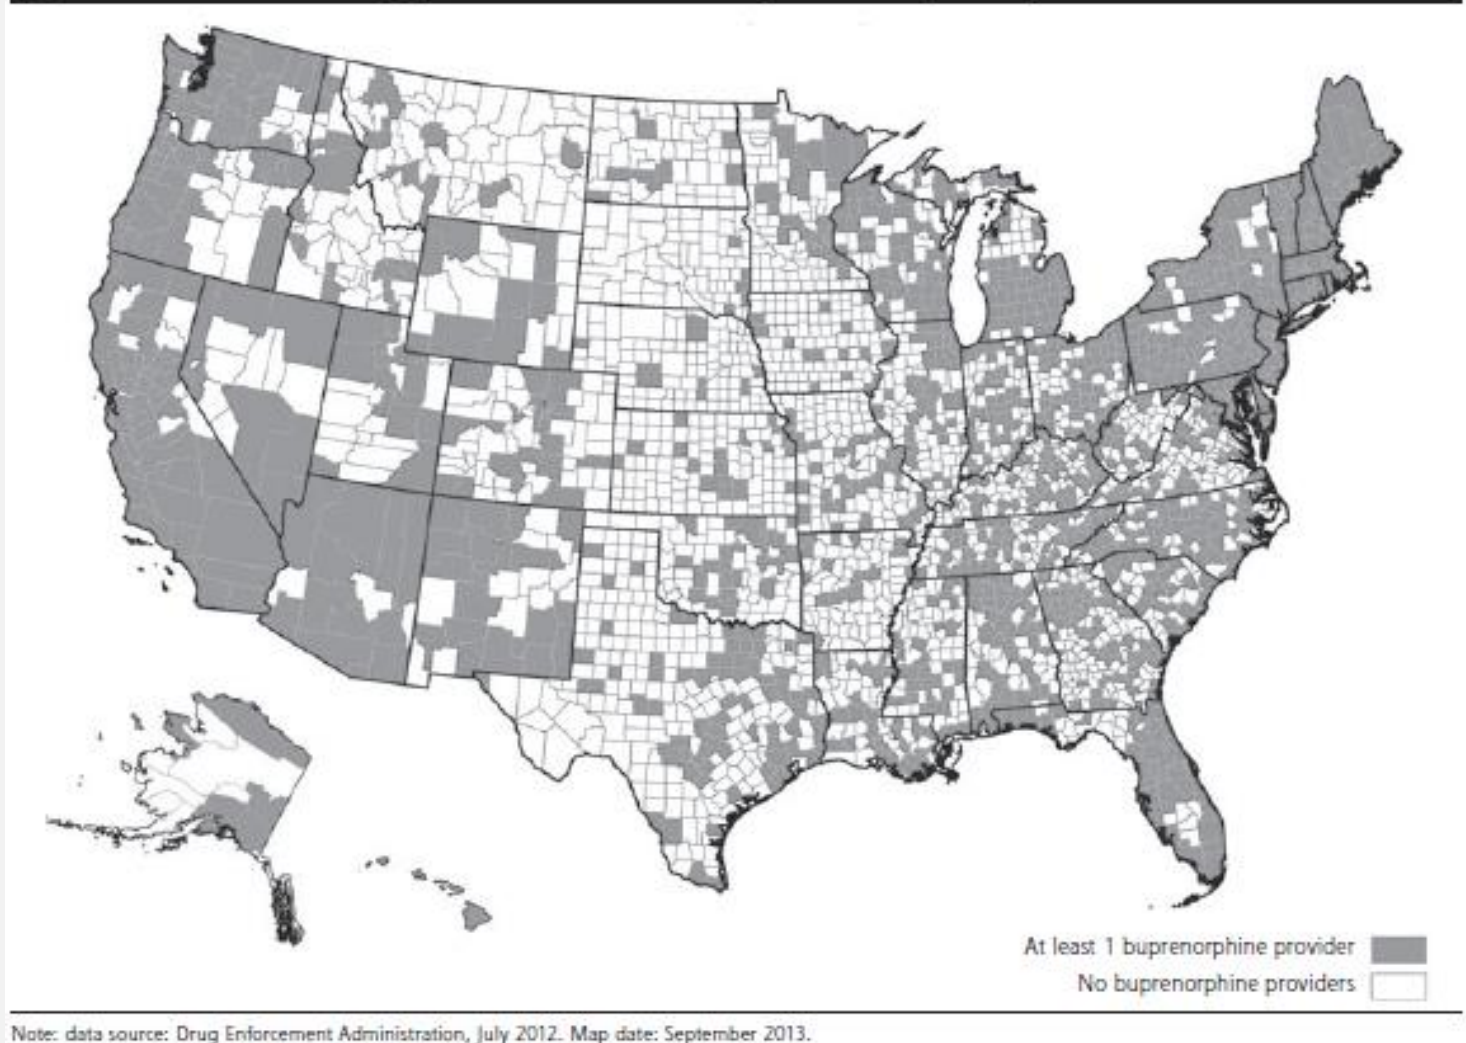 At least 1 buprenorphine provider
No buprenorphine providers
Note: data source: Drug Enforcement Administration, July 2012. Map date: September 2013.